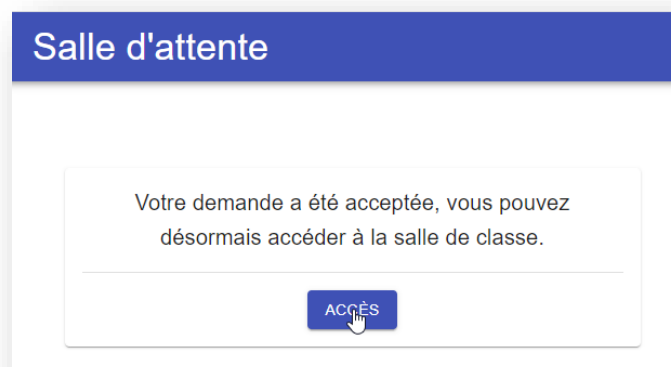 Salle d'attente
Votre demande a été acceptée, vous pouvez
désormais accéder à la salle de classe.
ACCÈS